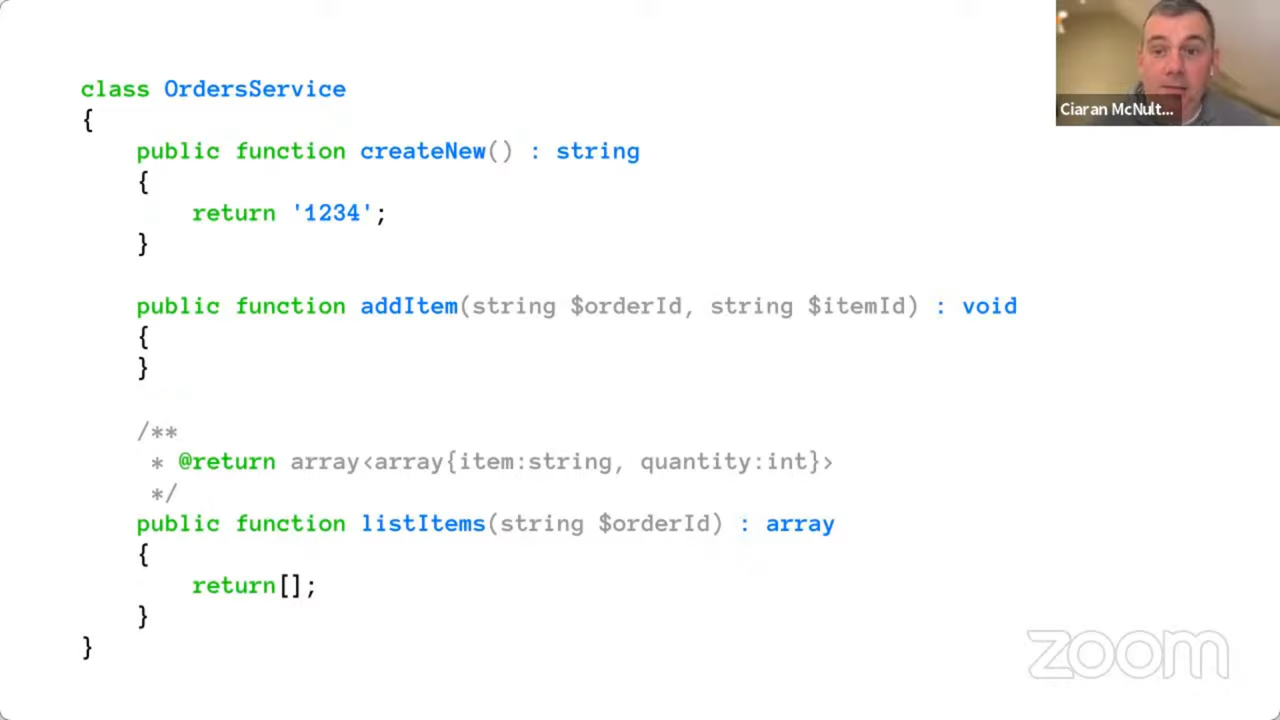 class OrdersService
{
    public function createNew() : string
    {
        return '1234';
    }

    public function addItem(string $orderId, string $itemId) : void
    {
    }

    /**
     * @return array<array{item:string, quantity:int}>
     */
    public function listItems(string $orderId) : array
    {
        return[];
    }
}
Ciaran McNult...
zoom